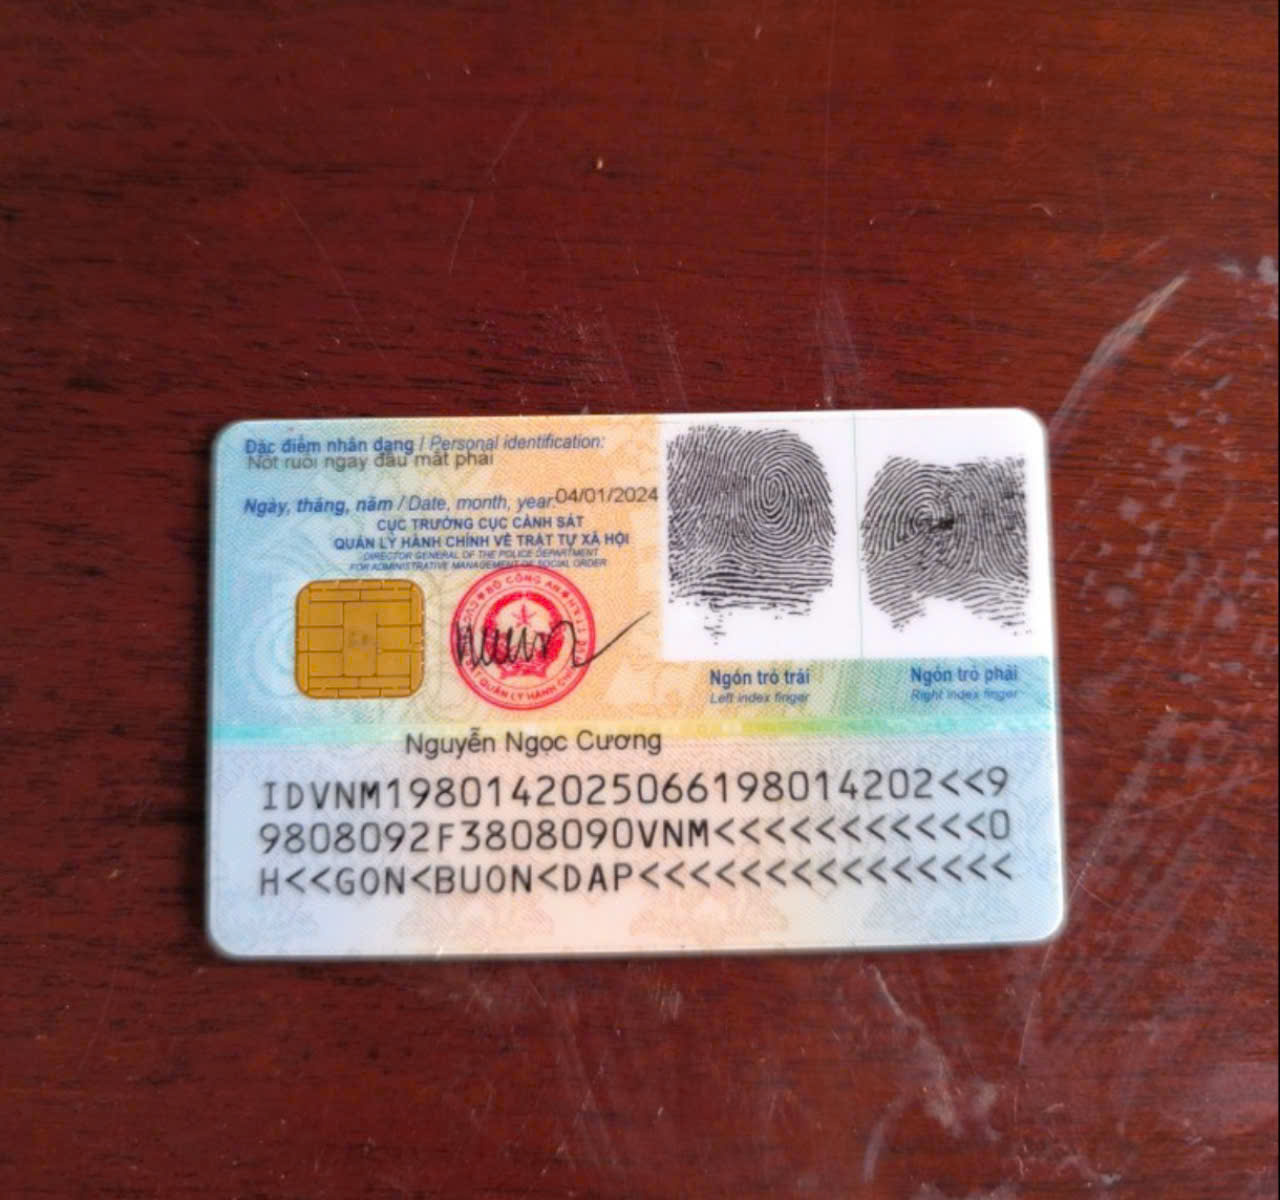 Đặc điểm nhân dạng / Personal identification:
Nốt ruồi ngay đầu mắt phải
Ngày, tháng, năm / Date, month, year: 04/01/2024
CỤC TRƯỞNG CỤC CẢNH SÁT
QUẢN LÝ HÀNH CHÍNH VỀ TRẬT TỰ XÃ HỘI
DIRECTOR GENERAL OF THE POLICE DEPARTMENT
FOR ADMINISTRATIVE MANAGEMENT OF SOCIAL ORDER
BỘ CÔNG AN
QUẢN LÝ HÀNH CHÍNH
Ngón trỏ trái
Left index finger
Ngón trỏ phải
Right index finger
Nguyễn Ngọc Cương
IDVNM1980142025066198014202<<9
9808092F3808090VNM<<<<<<<<<<<0
H<<GON<BUON<DAP<<<<<<<<<<<<<<<